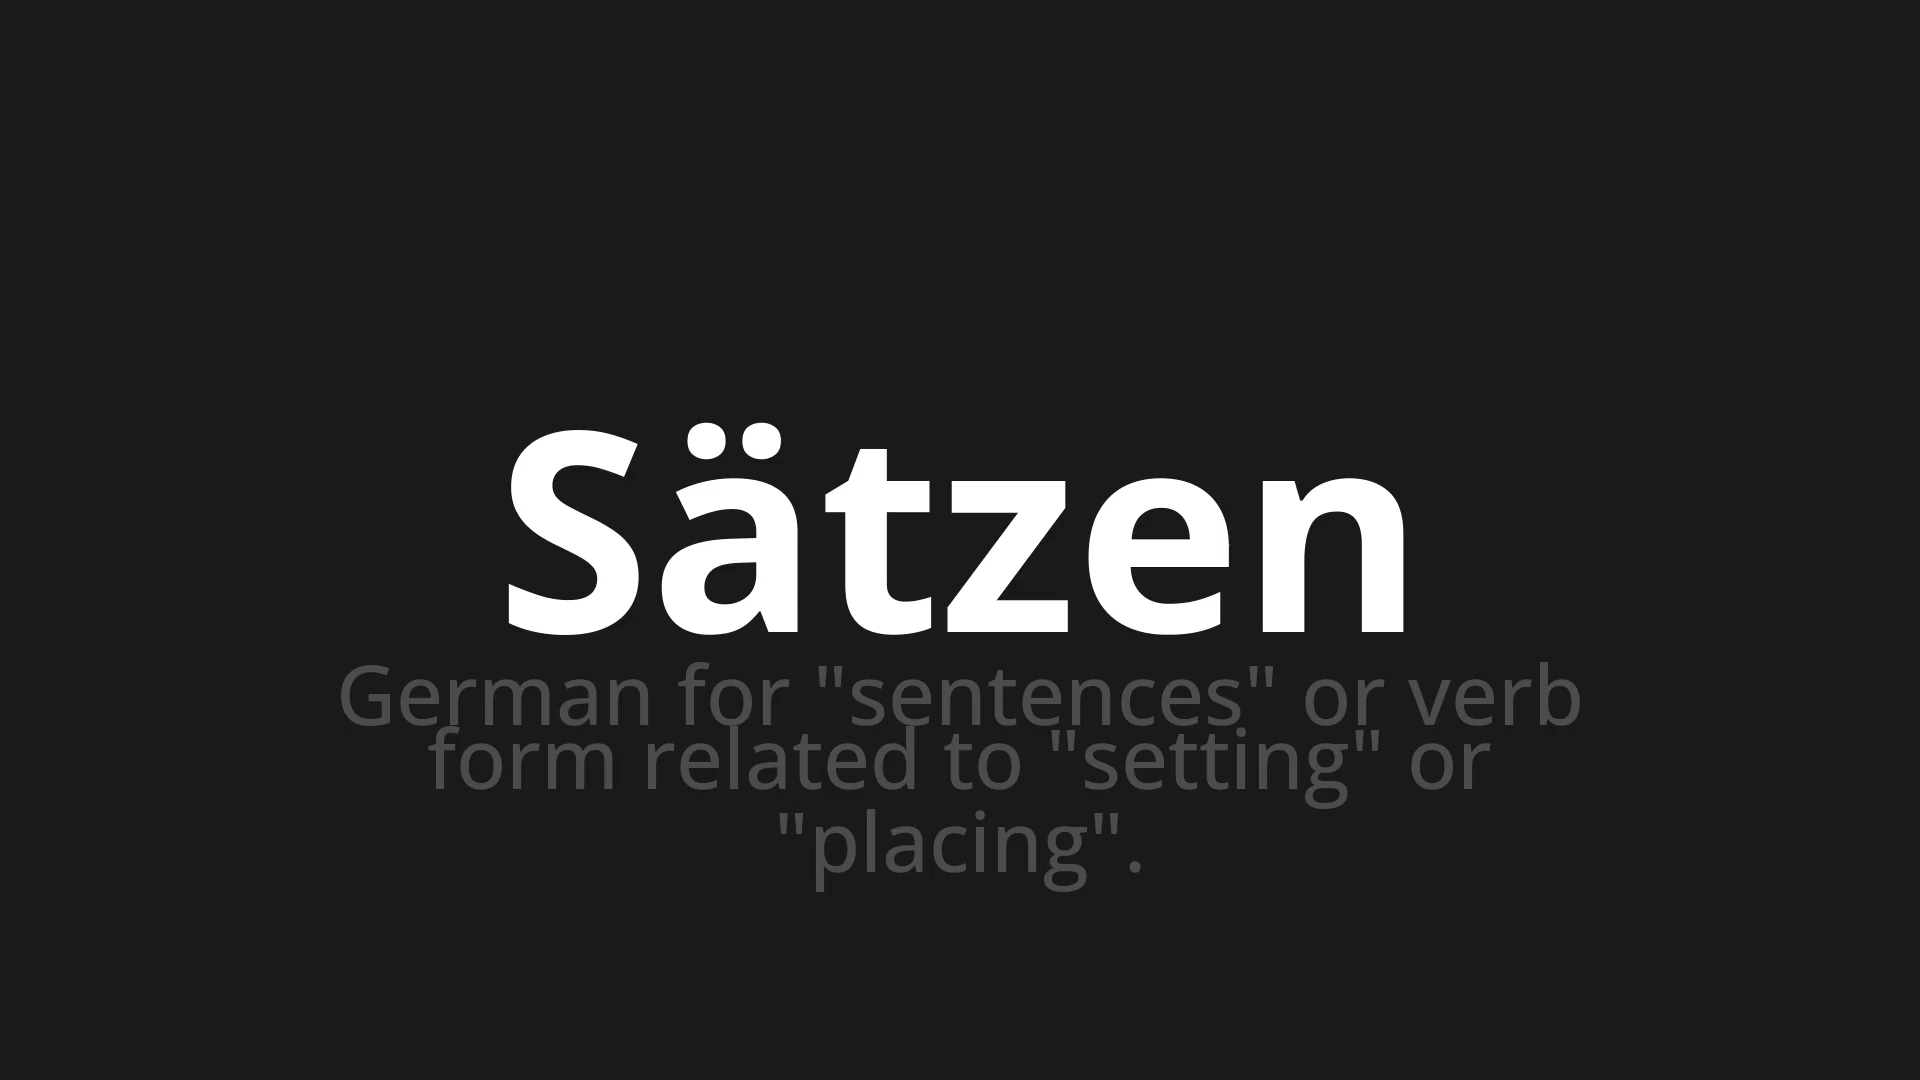 Sätzen
German for "sentences" or verb
form related to "setting" or
"placing".